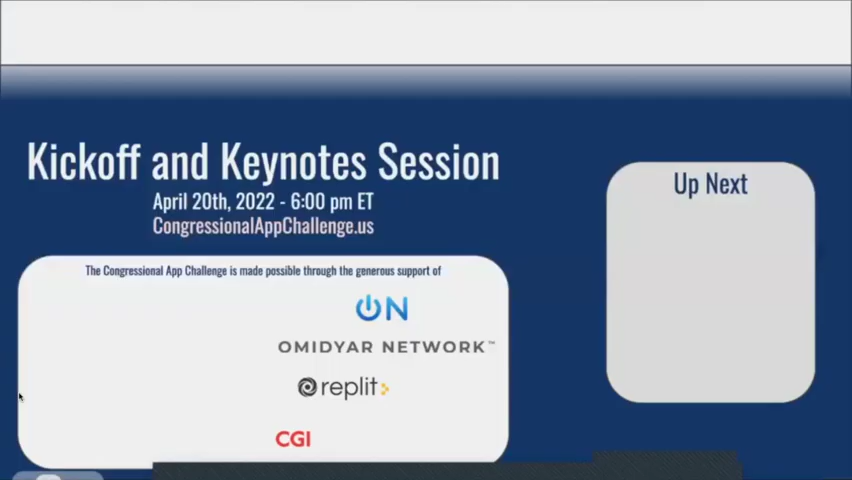 Kickoff and Keynotes Session
April 20th, 2022 - 6:00 pm ET
CongressionalAppChallenge.us
The Congressional App Challenge is made possible through the generous support of
ON
OMIDYAR NETWORK™
replit
CGI
Up Next